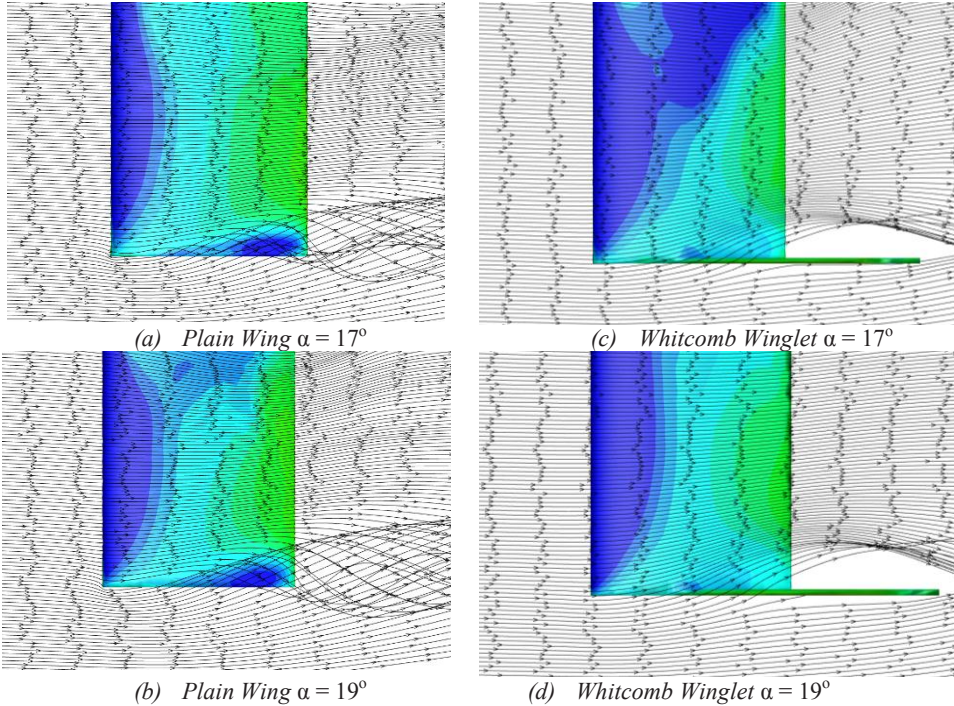 (a) Plain Wing α = 17°
(c) Whitcomb Winglet α = 17°
(b) Plain Wing α = 19°
(d) Whitcomb Winglet α = 19°